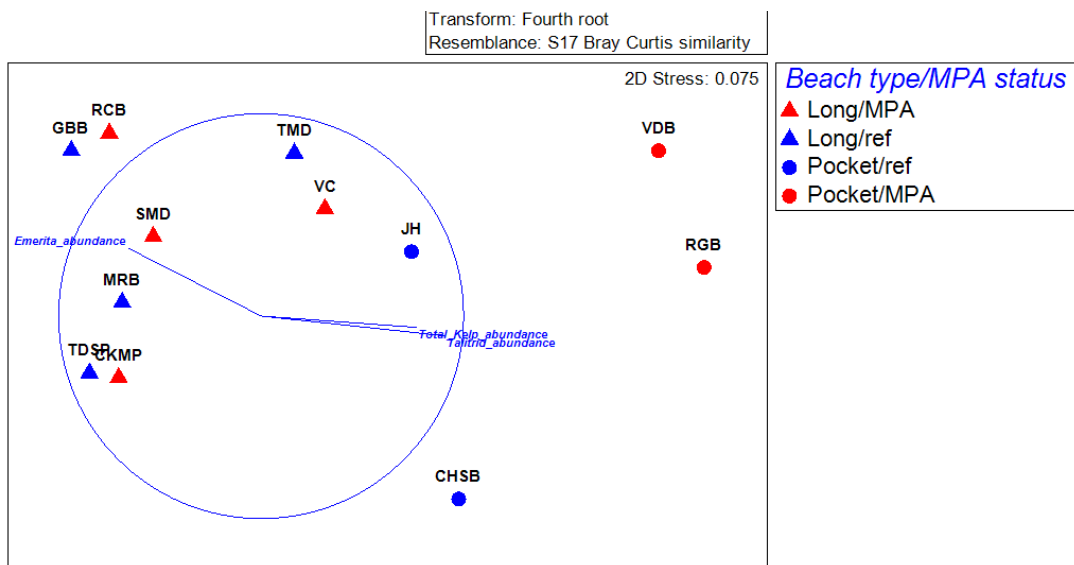 Transform: Fourth root
Resemblance: S17 Bray Curtis similarity
2D Stress: 0.075
Beach type/MPA status
Long/MPA
Long/ref
Pocket/ref
Pocket/MPA
RCB
GBB
TMD
VDB
VC
SMD
JH
Emerita_abundance
RGB
MRB
Total_Kelp_abundance
Talitrid_abundance
TDSP
CKMP
CHSB